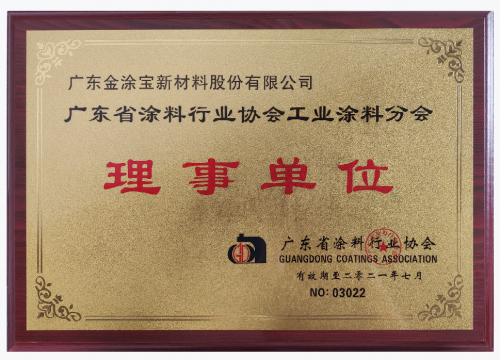 广东金涂宝新材料股份有限公司
广东省涂料行业协会工业涂料分会
理事单位
广东省涂料行业协会
GUANGDONG COATINGS ASSOCIATION
有效期至二零二一年七月
NO: 03022